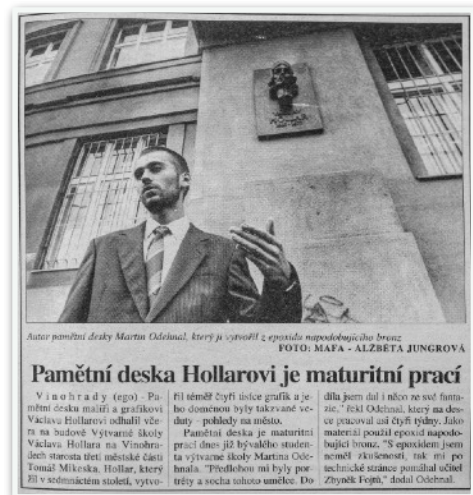 Autor pamětní desky Martin Odehnal, který ji vytvořil z epoxidu napodobujícího bronz
FOTO: MAFA - ALŽBĚTA JUNGROVÁ
Pamětní deska Hollarovi je maturitní prací
Vinohrady (ego) - Pa-
mětní desku malíři a grafikovi
Václavu Hollarovi odhalil vče-
ra na budově Výtvarné školy
Václava Hollara na Vinohra-
dech starosta třetí městské části
Tomáš Mikeska. Hollar, který
žil v sedmnáctém století, vytvo-
řil téměř čtyři tisíce grafik a je-
ho doménou byly takzvané ve-
duty - pohledy na město.
Pamětní deska je maturitní
prací dnes již bývalého studen-
ta výtvarné školy Martina Ode-
hnala. "Předlohou mi byly por-
tréty a socha tohoto umělce. Do
díla jsem dal i něco ze své fanta-
zie," řekl Odehnal, který na des-
ce pracoval asi čtyři týdny. Jako
materiál použil epoxid napodo-
bující bronz. "S epoxidem jsem
neměl zkušenosti, tak mi po
technické stránce pomáhal učitel
Zbyněk Fojtů," dodal Odehnal.